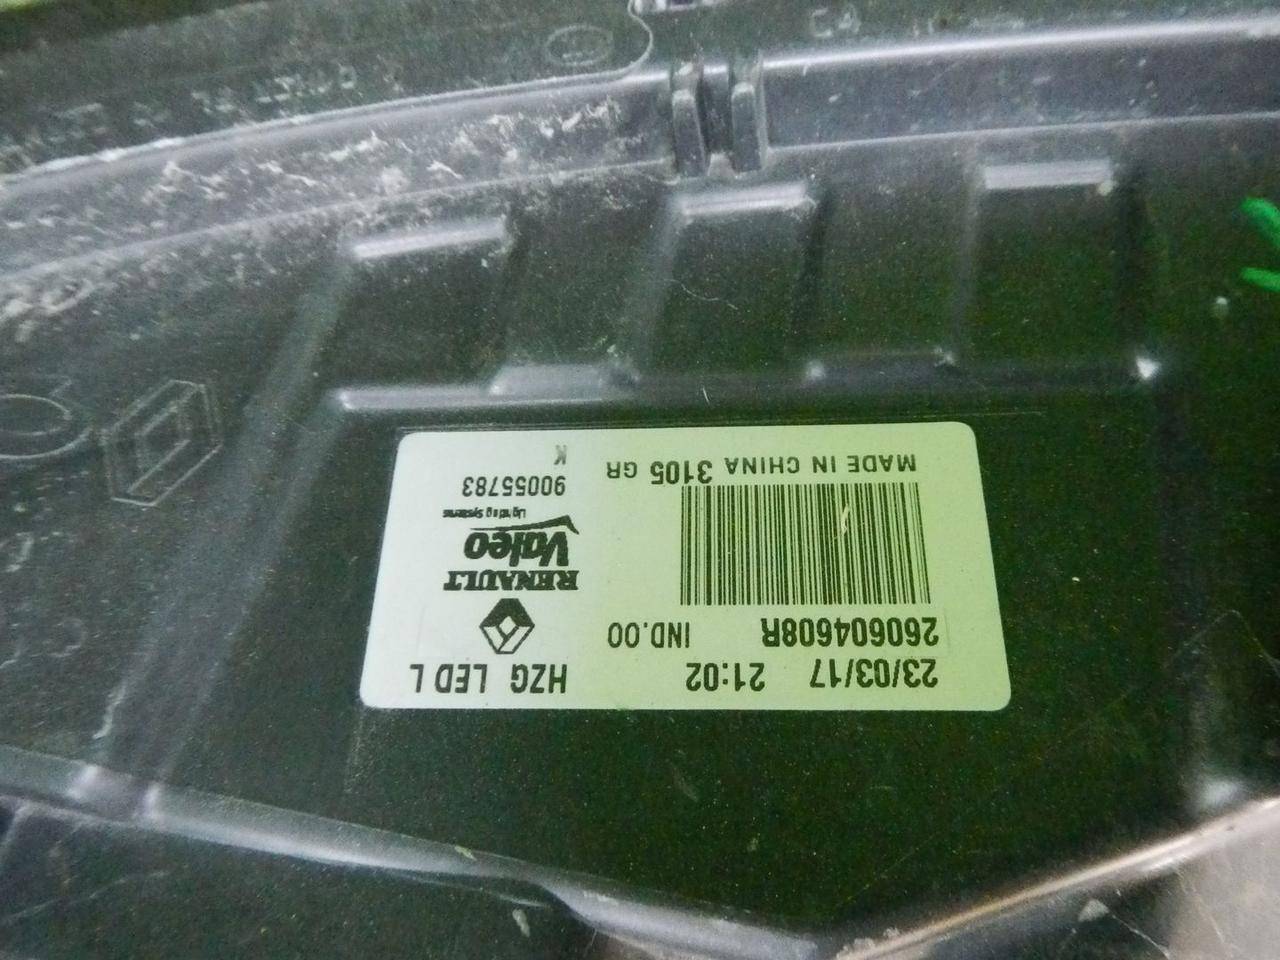 23/03/17 21:02 HZG LED L
260604608R IND.00
RENAULT
Valeo
Lighting Systems
90055783
K
MADE IN CHINA 3105 GR